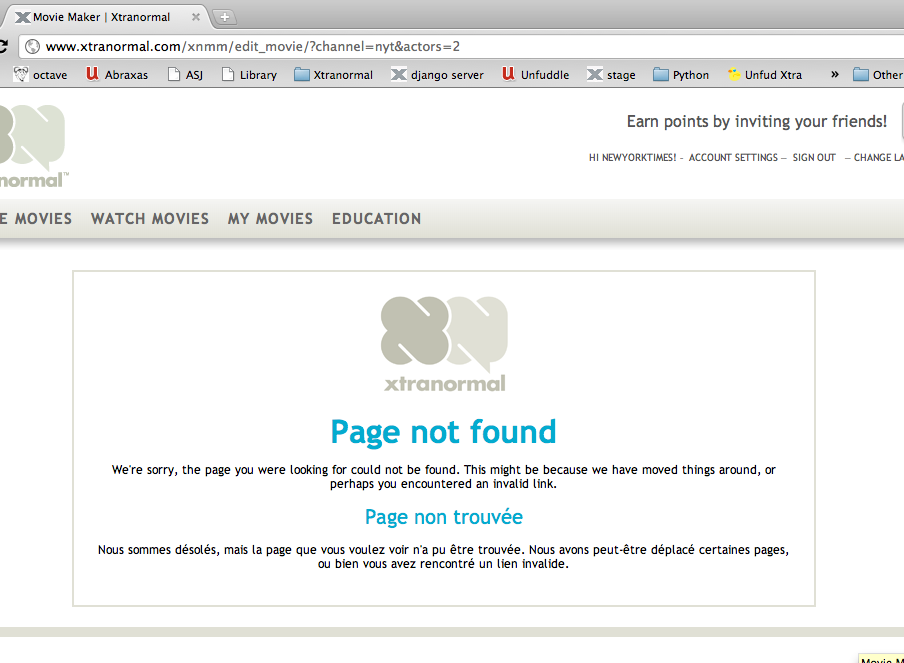 Movie Maker | Xtranormal
www.xtranormal.com/xnmm/edit_movie/?channel=nyt&actors=2
octave Abraxas ASJ Library Xtranormal django server Unfuddle stage Python Unfud Xtra » Other
Earn points by inviting your friends!
HI NEWYORKTIMES! - ACCOUNT SETTINGS – SIGN OUT – CHANGE LA
normal™
E MOVIES WATCH MOVIES MY MOVIES EDUCATION
xtranormal
Page not found
We're sorry, the page you were looking for could not be found. This might be because we have moved things around, or
perhaps you encountered an invalid link.
Page non trouvée
Nous sommes désolés, mais la page que vous voulez voir n'a pu être trouvée. Nous avons peut-être déplacé certaines pages,
ou bien vous avez rencontré un lien invalide.
Movie M